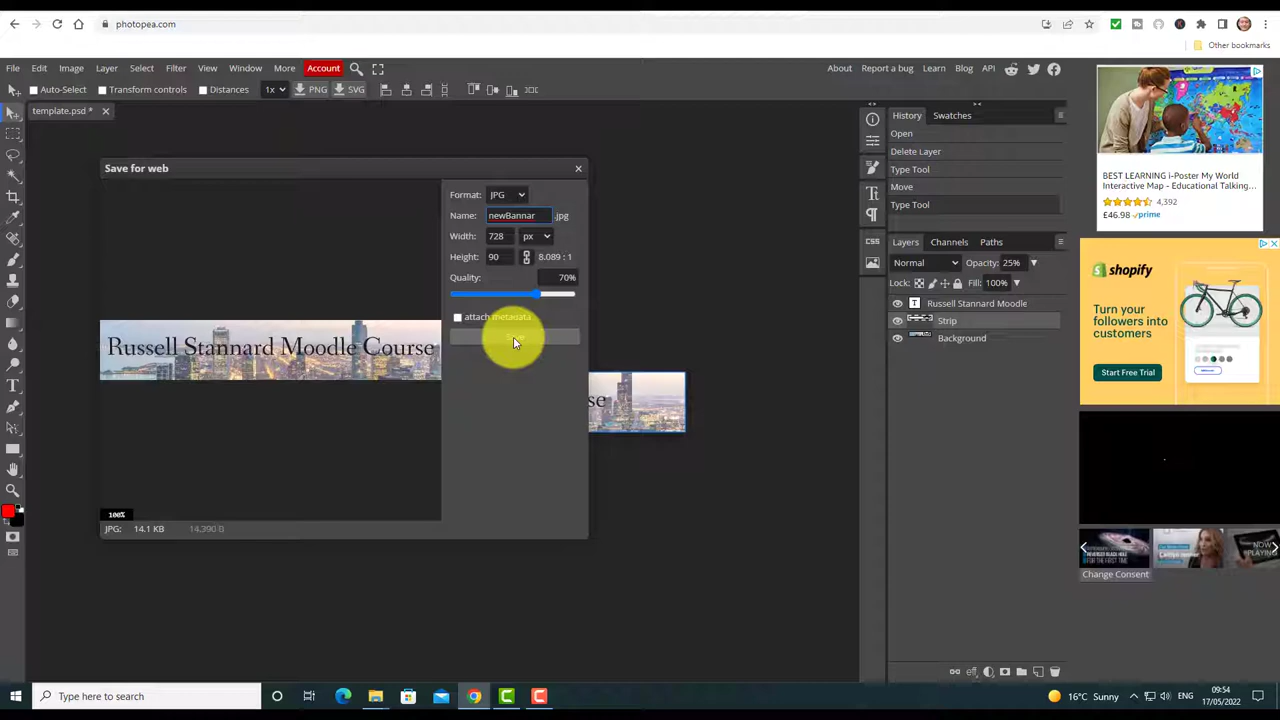 photopea.com
Other bookmarks
File Edit Image Layer Select Filter View Window More Account
About Report a bug Learn Blog API
Auto-Select Transform controls Distances 1x PNG SVG
template.psd *
Save for web
Format: JPG
Name: newBannar .jpg
Width: 728 px
Height: 90 8.089 : 1
Quality: 70%
attach metadata
Russell Stannard Moodle Course
se
100%
JPG: 14.1 KB 14,390 B
History Swatches
Open
Delete Layer
Type Tool
Move
Type Tool
CSS
Layers Channels Paths
Normal Opacity: 25%
Lock: Fill: 100%
T Russell Stannard Moodle
Strip
Background
BEST LEARNING i-Poster My World
Interactive Map - Educational Talking...
4,392
£46.98 prime
shopify
Turn your
followers into
customers
Start Free Trial
NOW
PLAYING
Change Consent
Type here to search
16°C Sunny
ENG
09:54
17/05/2022